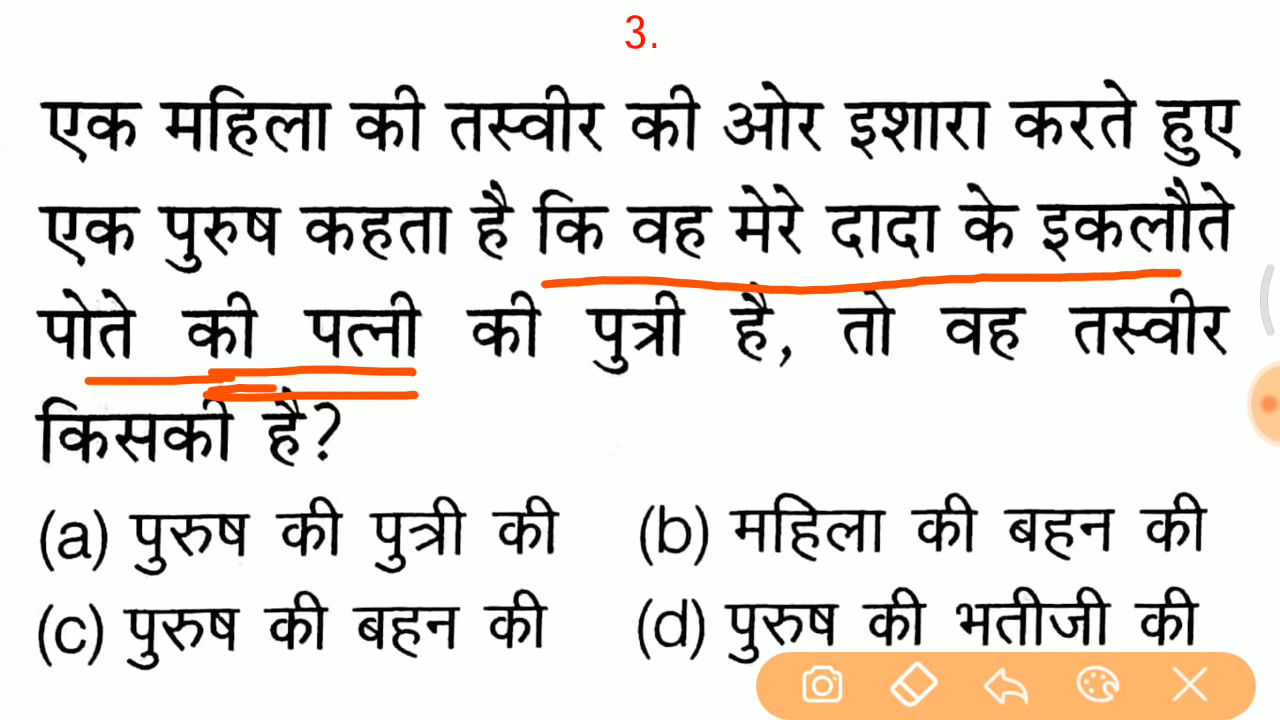 3.
एक महिला की तस्वीर की ओर इशारा करते हुए
एक पुरुष कहता है कि वह मेरे दादा के इकलौते
पोते की पत्नी की पुत्री है, तो वह तस्वीर
किसकी है?
(a) पुरुष की पुत्री की (b) महिला की बहन की
(c) पुरुष की बहन की (d) पुरुष की भतीजी की